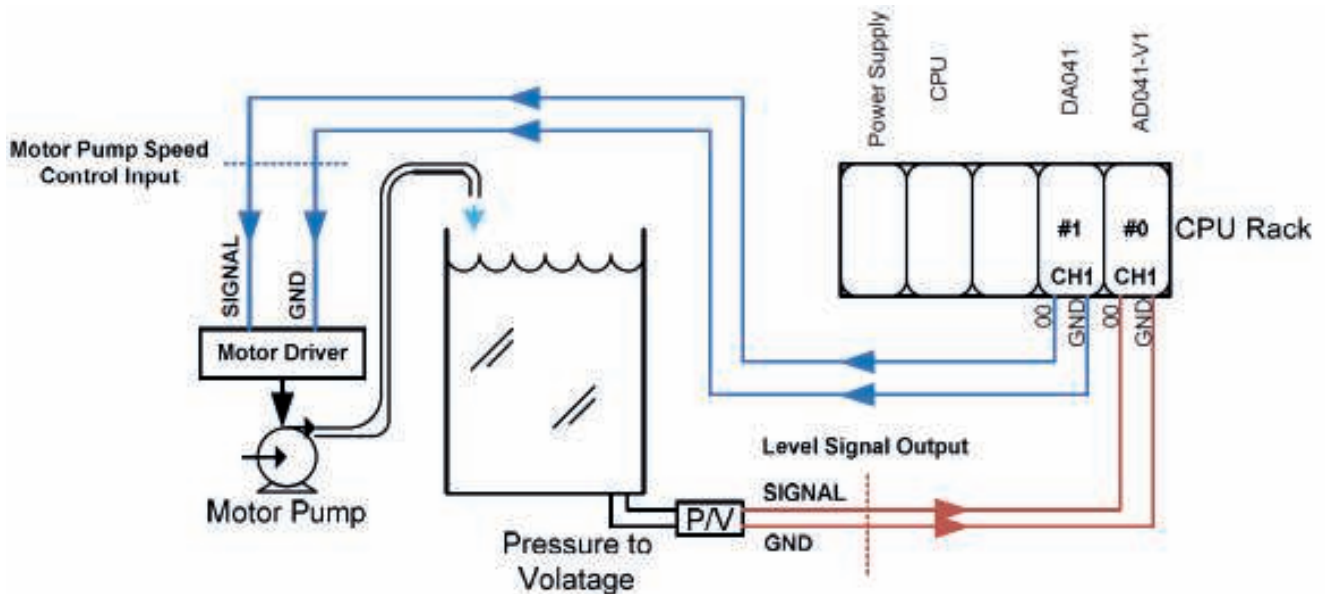 Power Supply
CPU
DA041
AD041-V1
Motor Pump Speed
Control Input
SIGNAL
GND
#1
#0
CPU Rack
CH1
CH1
00
GND
00
GND
Motor Driver
Motor Pump
Level Signal Output
SIGNAL
P/V
GND
Pressure to
Volatage